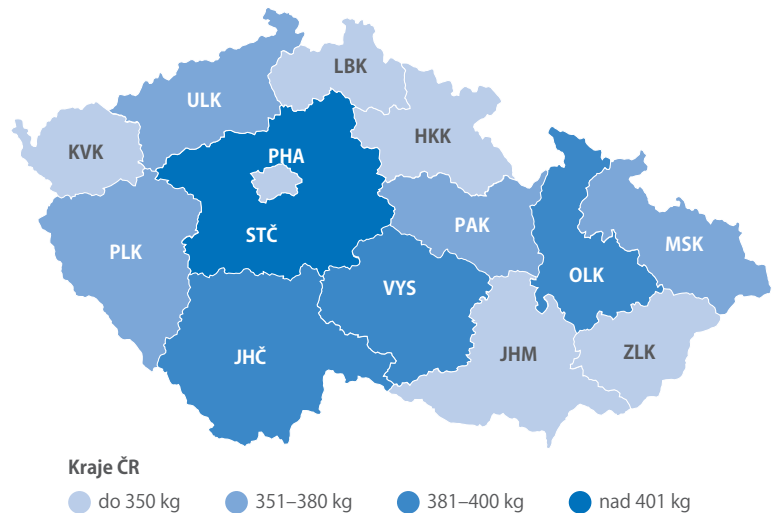 LBK
ULK
HKK
KVK
PHA
PAK
STČ
MSK
PLK
OLK
VYS
JHČ
JHM
ZLK
Kraje ČR
do 350 kg
351–380 kg
381–400 kg
nad 401 kg